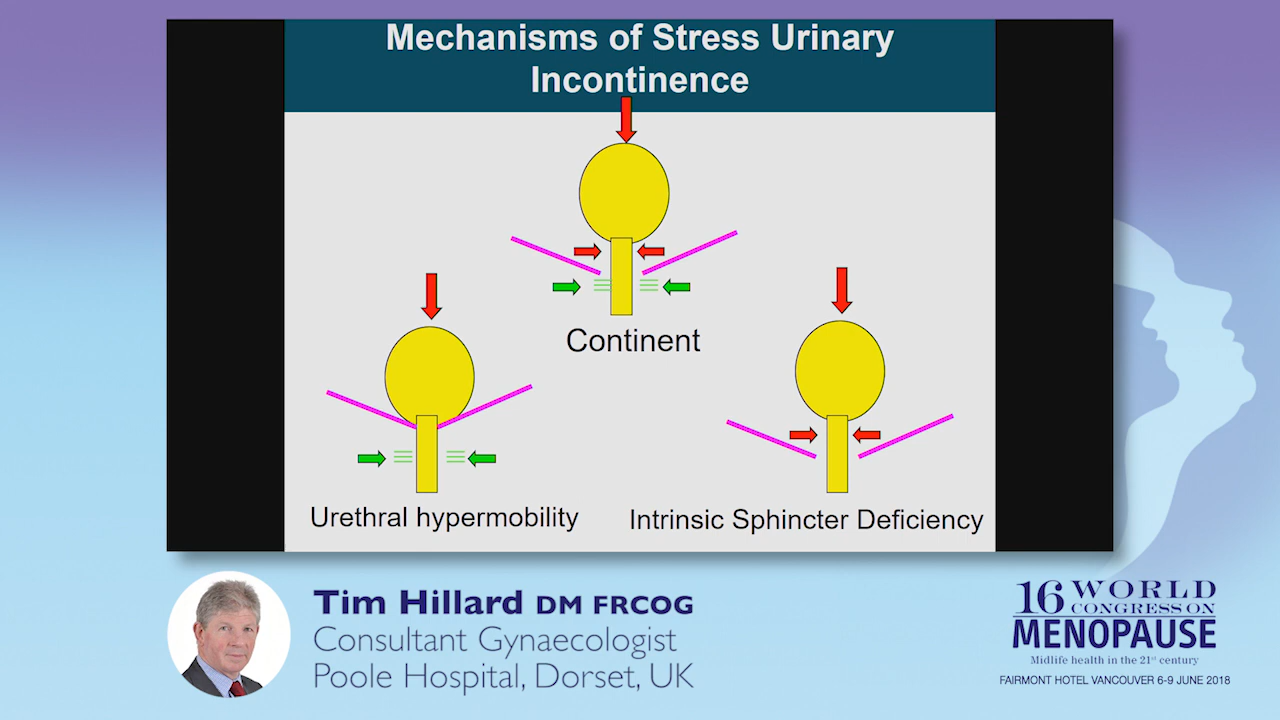 Mechanisms of Stress Urinary
Incontinence
Continent
Urethral hypermobility
Intrinsic Sphincter Deficiency
Tim Hillard DM FRCOG
Consultant Gynaecologist
Poole Hospital, Dorset, UK
16 WORLD
CONGRESS ON
MENOPAUSE
Midlife health in the 21st century
FAIRMONT HOTEL VANCOUVER 6-9 JUNE 2018